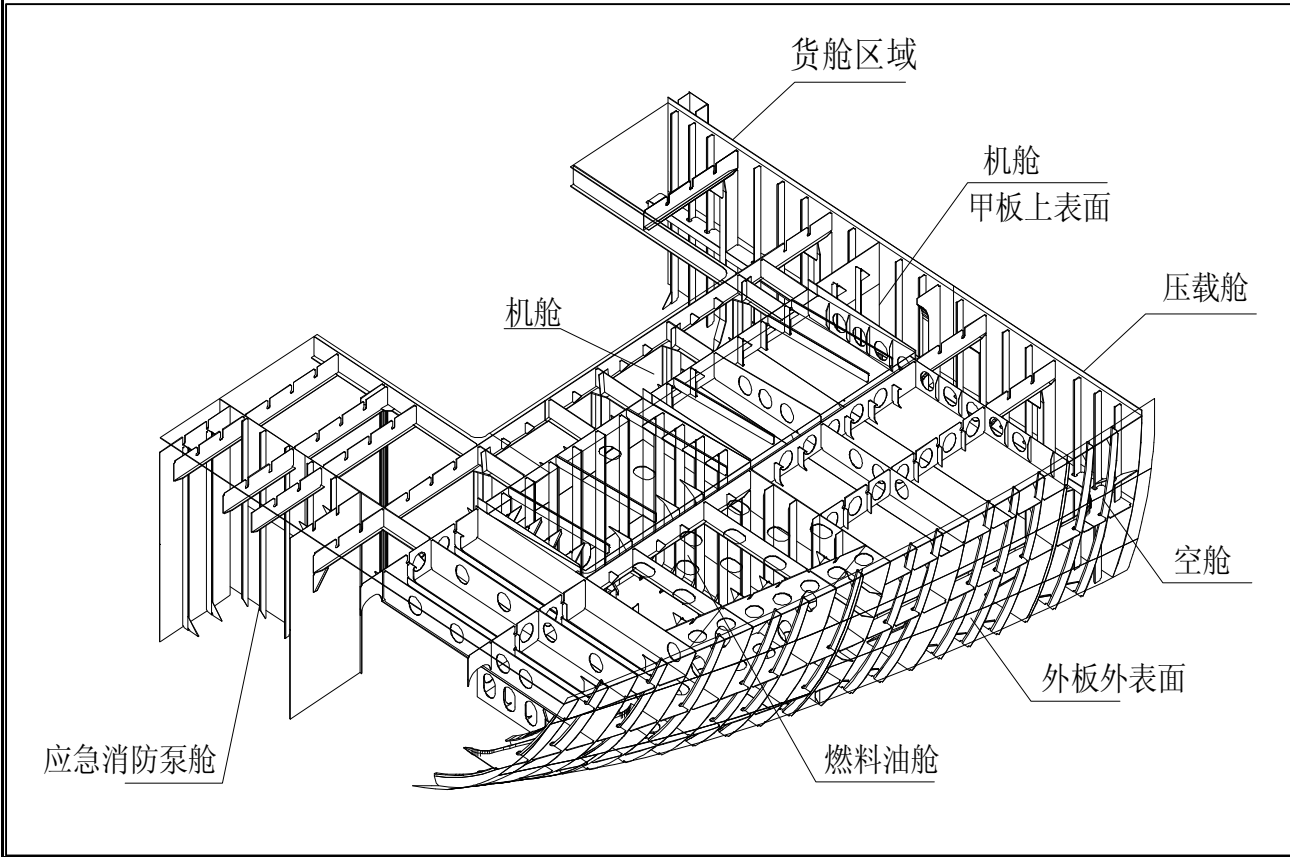 货舱区域
机舱
甲板上表面
压载舱
机舱
空舱
外板外表面
应急消防泵舱
燃料油舱